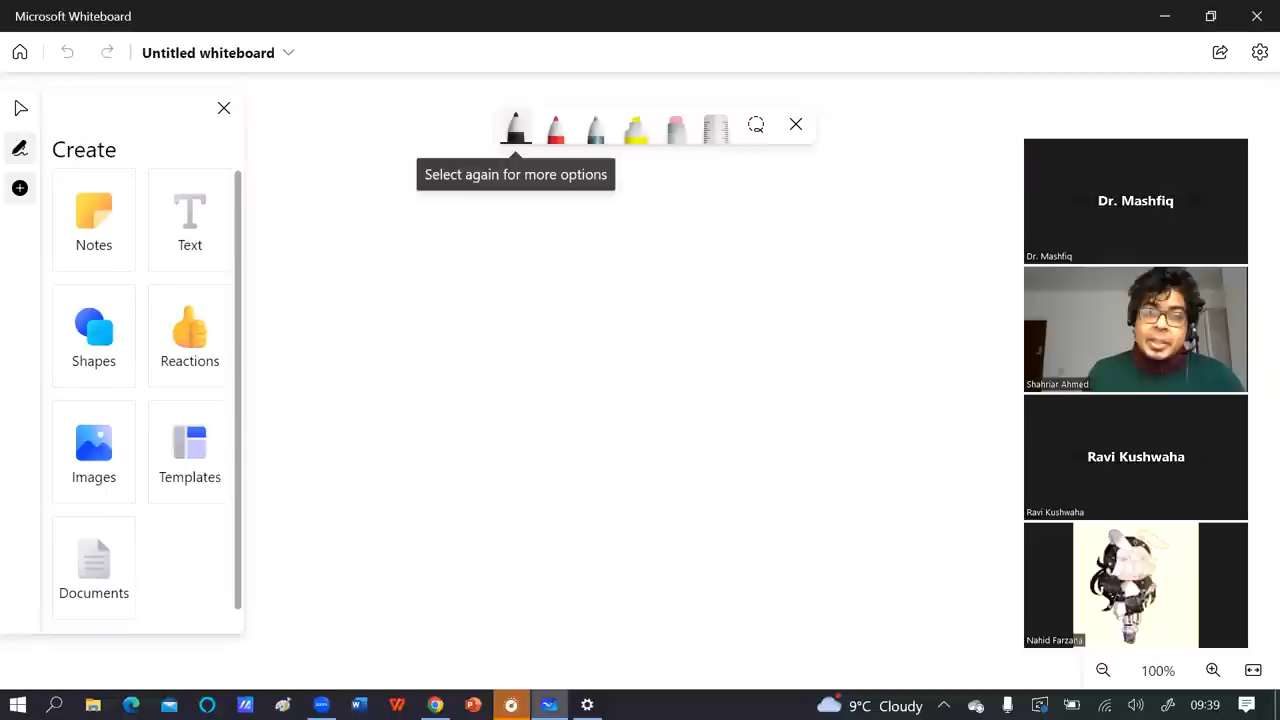 Microsoft Whiteboard
Untitled whiteboard
Create
Notes
Text
Shapes
Reactions
Images
Templates
Documents
Select again for more options
Dr. Mashfiq
Dr. Mashfiq
Shahriar Ahmed
Ravi Kushwaha
Ravi Kushwaha
Nahid Farzana
100%
9°C Cloudy
09:39